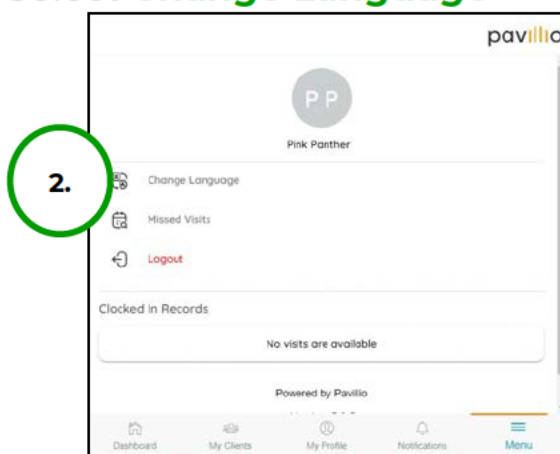 pavillio
P P
Pink Panther
2.
Change Language
Missed Visits
Logout
Clocked In Records
No visits are available
Powered by Pavillio
Dashboard My Clients My Profile Notifications Menu